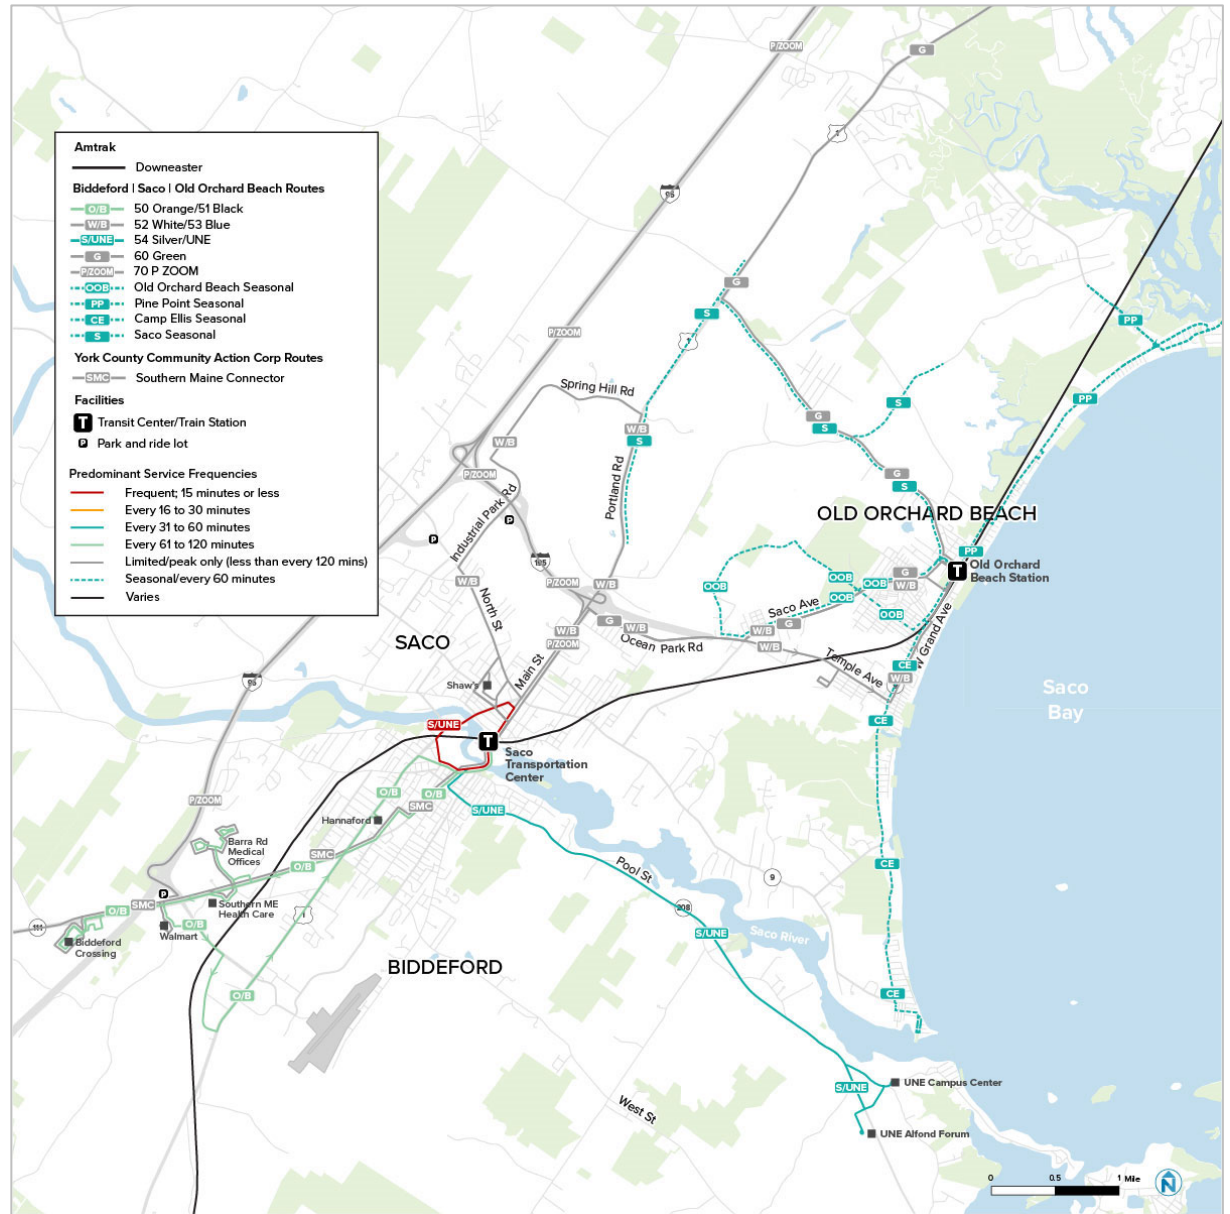 P/ZOOM
G
1
95
Amtrak
Downeaster
Biddeford | Saco | Old Orchard Beach Routes
O/B 50 Orange/51 Black
W/B 52 White/53 Blue
S/UNE 54 Silver/UNE
G 60 Green
P/ZOOM 70 P ZOOM
OOB Old Orchard Beach Seasonal
PP Pine Point Seasonal
CE Camp Ellis Seasonal
S Saco Seasonal
York County Community Action Corp Routes
SMC Southern Maine Connector
Facilities
T Transit Center/Train Station
P Park and ride lot
Predominant Service Frequencies
Frequent; 15 minutes or less
Every 16 to 30 minutes
Every 31 to 60 minutes
Every 61 to 120 minutes
Limited/peak only (less than every 120 mins)
Seasonal/every 60 minutes
Varies
G
S
PP
P/ZOOM
1
Spring Hill Rd
PP
S
G
S
W/B
S
W/B
P/ZOOM
G
S
Portland Rd
Industrial Park Rd
OLD ORCHARD BEACH
P
P
195
PP
T
Old Orchard
Beach Station
W/B
P/ZOOM
W/B
OOB
OOB
OOB
G
W/B
OOB
North St
Saco Ave
OOB
G
W/B
G
W/B
W/B
P/ZOOM
SACO
Ocean Park Rd
W/B
Temple Ave
W Grand Ave
CE
W/B
Main St
Shaw's
95
Saco
Bay
S/UNE
CE
T
Saco
Transportation
Center
P/ZOOM
O/B
O/B
SMC
S/UNE
Hannaford
Barra Rd
Medical
Offices
SMC
O/B
Pool St
CE
9
P
SMC
O/B
Southern ME
Health Care
1
208
111
O/B
Walmart
Biddeford
Crossing
S/UNE
Saco River
BIDDEFORD
O/B
CE
S/UNE
UNE Campus Center
West St
UNE Alfond Forum
0 0.5 1 Mile
N